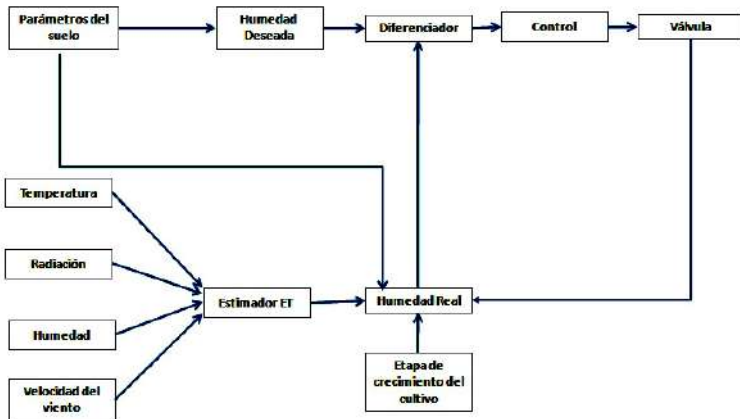 Parámetros del
suelo
Humedad
Deseada
Diferenciador
Control
Válvula
Temperatura
Radiación
Humedad
Velocidad del
viento
Estimador ET
Humedad Real
Etapa de
crecimiento del
cultivo